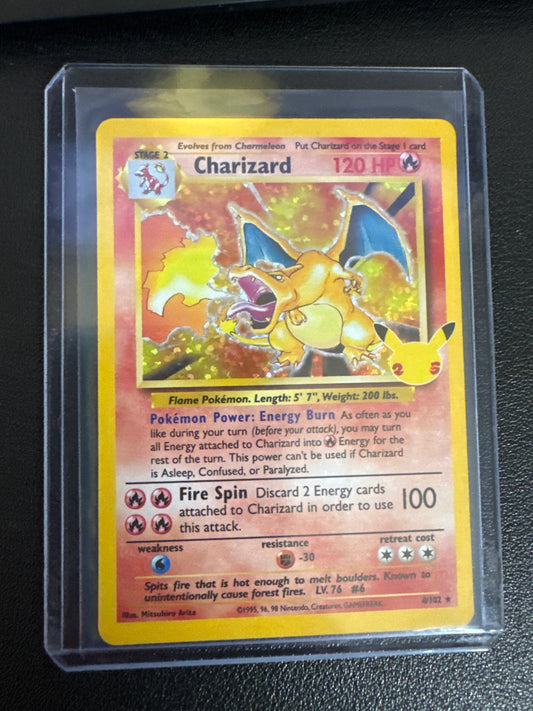 Evolves from Charmeleon Put Charizard on the Stage 1 card
STAGE 2
Charizard 120 HP
25
Flame Pokémon. Length: 5' 7", Weight: 200 lbs.
Pokémon Power: Energy Burn As often as you
like during your turn (before your attack), you may turn
all Energy attached to Charizard into Energy for the
rest of the turn. This power can't be used if Charizard
is Asleep, Confused, or Paralyzed.
Fire Spin Discard 2 Energy cards
attached to Charizard in order to use
this attack.
100
weakness resistance retreat cost
-30
Spits fire that is hot enough to melt boulders. Known to
unintentionally cause forest fires. LV. 76 #6
Illus. Mitsuhiro Arita ©1995, 96, 98 Nintendo, Creatures, GAMEFREAK. 4/102 ★